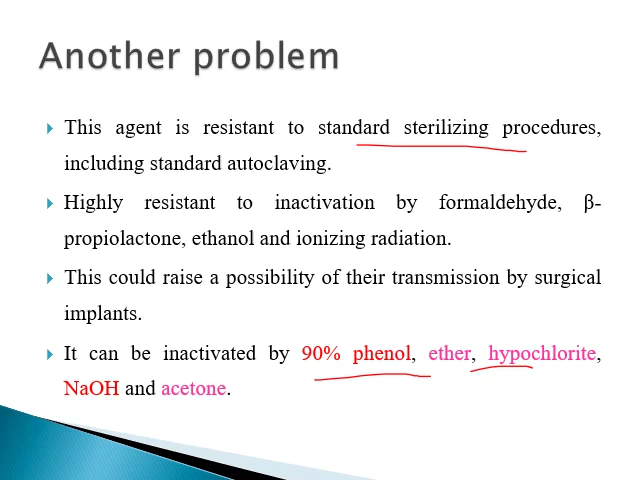 Another problem
This agent is resistant to standard sterilizing procedures,
including standard autoclaving.
Highly resistant to inactivation by formaldehyde, β-
propiolactone, ethanol and ionizing radiation.
This could raise a possibility of their transmission by surgical
implants.
It can be inactivated by 90% phenol, ether, hypochlorite,
NaOH and acetone.